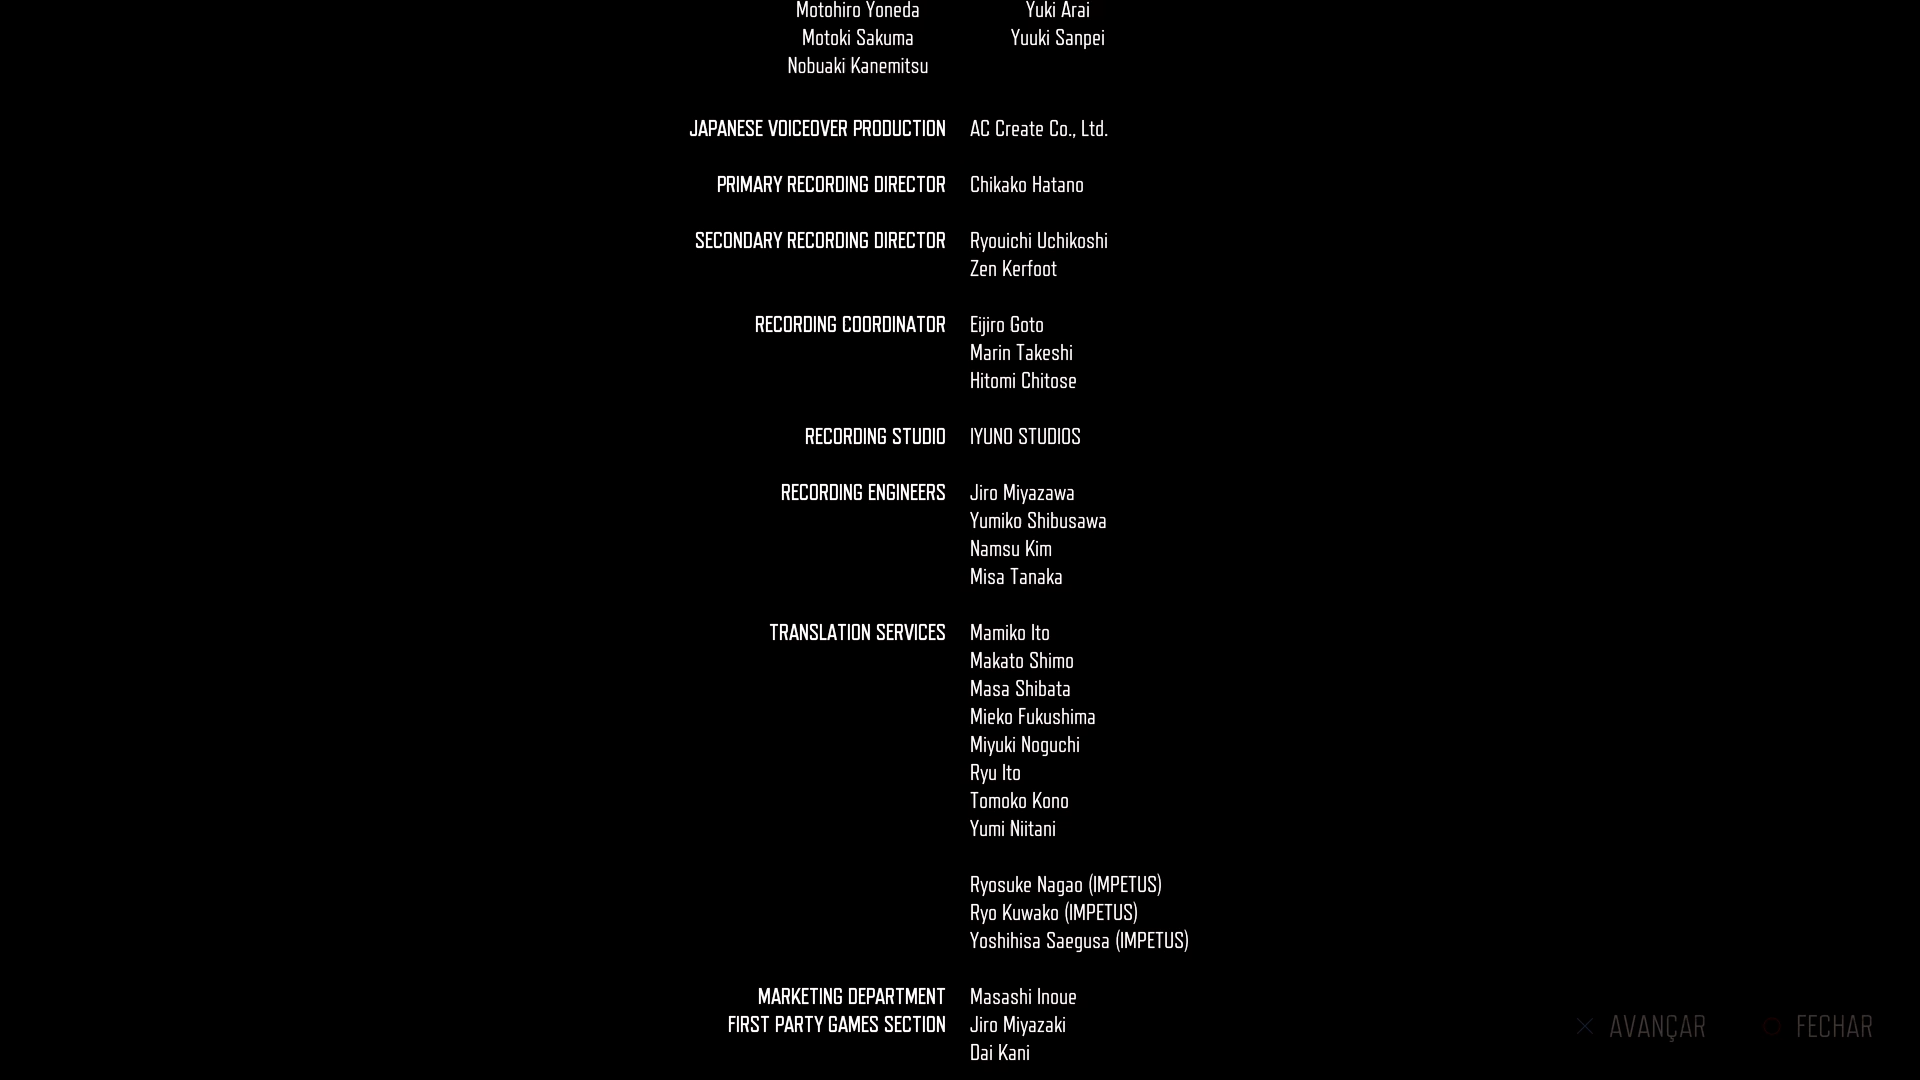 Motohiro Yoneda Yuki Arai
Motoki Sakuma Yuuki Sanpei
Nobuaki Kanemitsu
JAPANESE VOICEOVER PRODUCTION AC Create Co., Ltd.
PRIMARY RECORDING DIRECTOR Chikako Hatano
SECONDARY RECORDING DIRECTOR Ryouichi Uchikoshi
Zen Kerfoot
RECORDING COORDINATOR Eijiro Goto
Marin Takeshi
Hitomi Chitose
RECORDING STUDIO IYUNO STUDIOS
RECORDING ENGINEERS Jiro Miyazawa
Yumiko Shibusawa
Namsu Kim
Misa Tanaka
TRANSLATION SERVICES Mamiko Ito
Makato Shimo
Masa Shibata
Mieko Fukushima
Miyuki Noguchi
Ryu Ito
Tomoko Kono
Yumi Niitani
Ryosuke Nagao (IMPETUS)
Ryo Kuwako (IMPETUS)
Yoshihisa Saegusa (IMPETUS)
MARKETING DEPARTMENT Masashi Inoue
FIRST PARTY GAMES SECTION Jiro Miyazaki
Dai Kani
AVANÇAR FECHAR